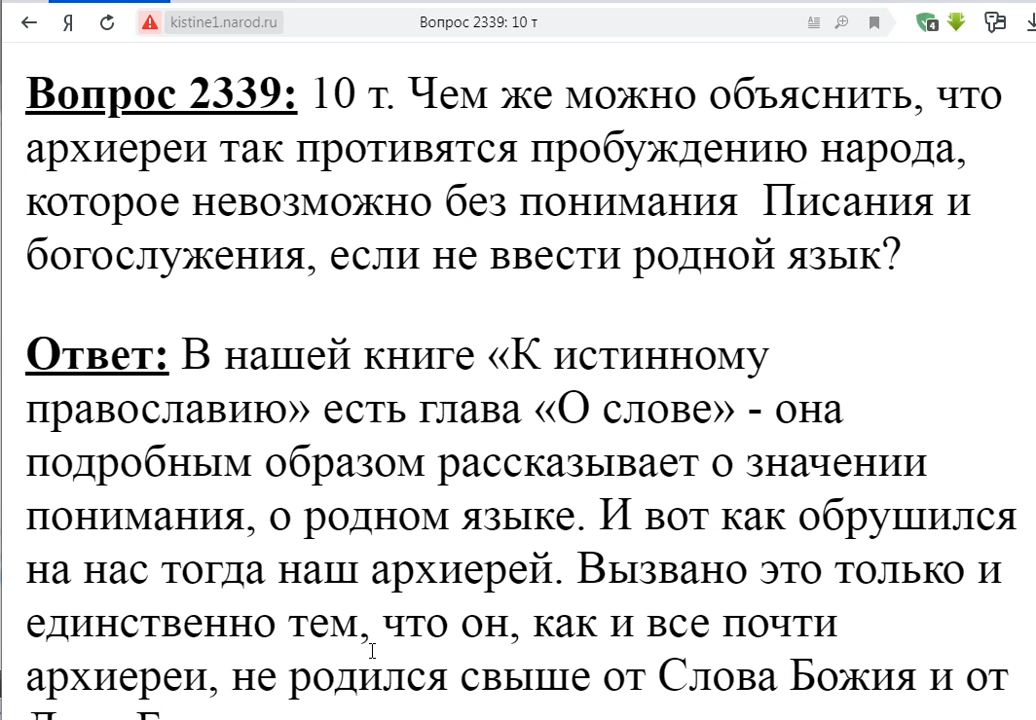 Я kistine1.narod.ru Вопрос 2339: 10 т 4
Вопрос 2339: 10 т. Чем же можно объяснить, что
архиереи так противятся пробуждению народа,
которое невозможно без понимания Писания и
богослужения, если не ввести родной язык?
Ответ: В нашей книге «К истинному
православию» есть глава «О слове» - она
подробным образом рассказывает о значении
понимания, о родном языке. И вот как обрушился
на нас тогда наш архиерей. Вызвано это только и
единственно тем, что он, как и все почти
архиереи, не родился свыше от Слова Божия и от